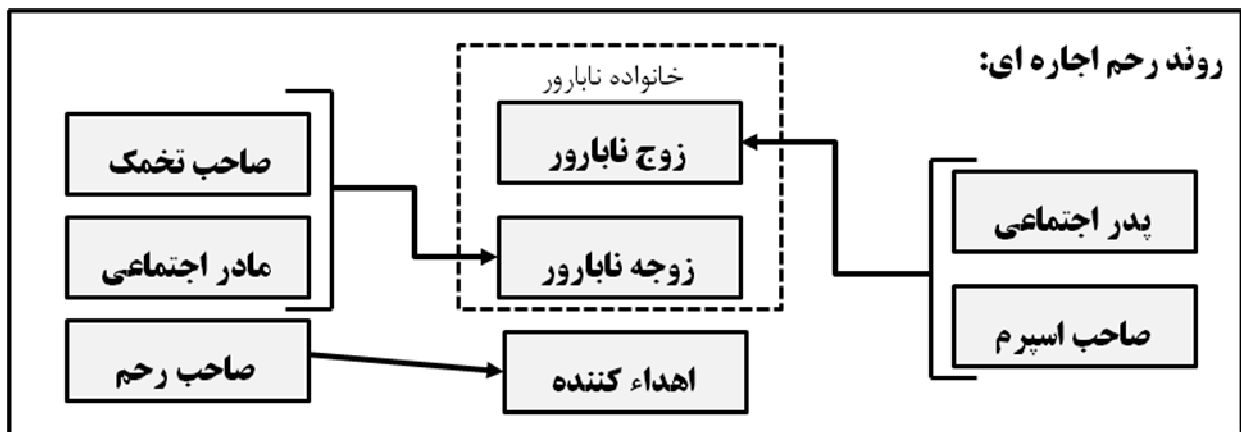 روند رحم اجاره ای:
خانواده نابارور
زوج نابارور
زوجه نابارور
اهداء کننده
پدر اجتماعی
صاحب اسپرم
صاحب تخمک
مادر اجتماعی
صاحب رحم